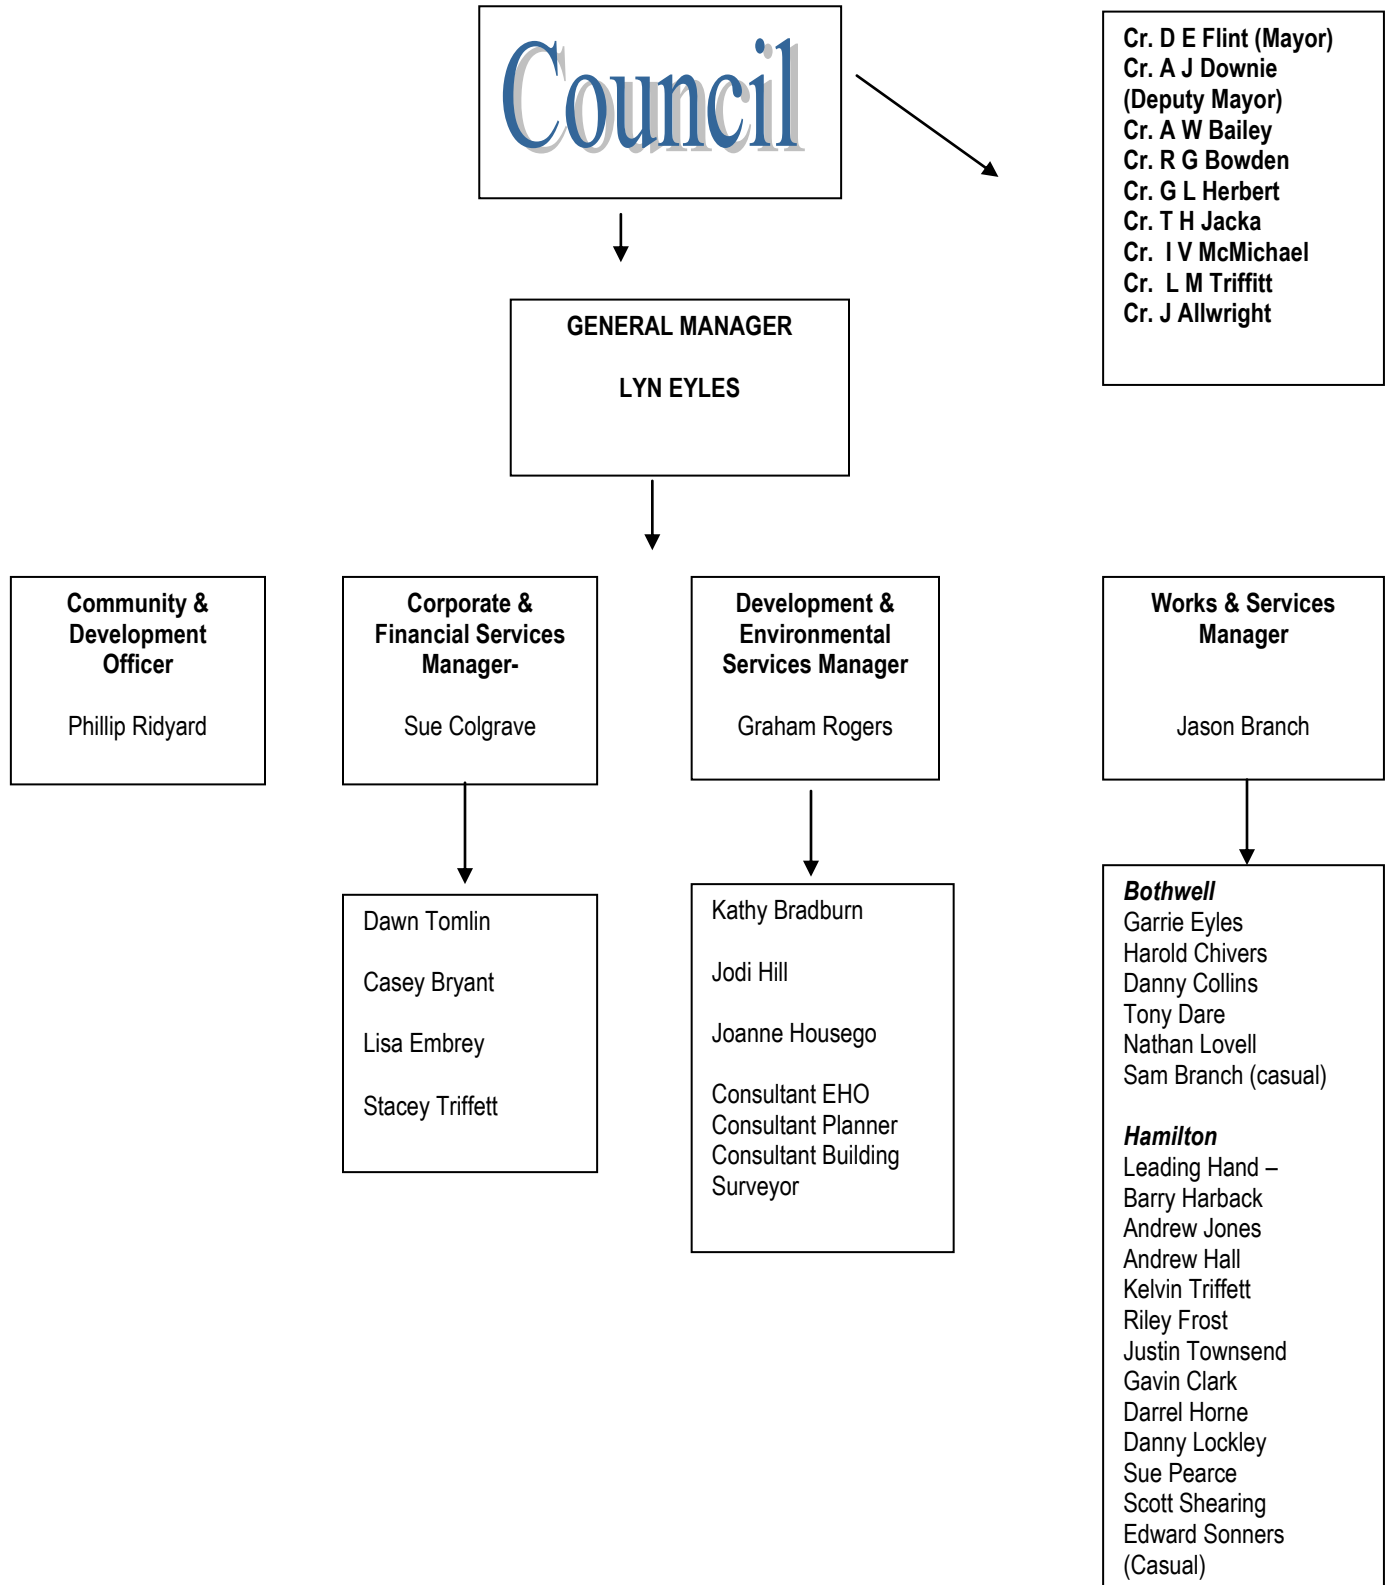 Council
Cr. D E Flint (Mayor)
Cr. A J Downie
(Deputy Mayor)
Cr. A W Bailey
Cr. R G Bowden
Cr. G L Herbert
Cr. T H Jacka
Cr. I V McMichael
Cr. L M Triffitt
Cr. J Allwright
GENERAL MANAGER
LYN EYLES
Community &
Development
Officer
Phillip Ridyard
Corporate &
Financial Services
Manager-
Sue Colgrave
Development &
Environmental
Services Manager
Graham Rogers
Works & Services
Manager
Jason Branch
Dawn Tomlin
Casey Bryant
Lisa Embrey
Stacey Triffett
Kathy Bradburn
Jodi Hill
Joanne Housego
Consultant EHO
Consultant Planner
Consultant Building
Surveyor
Bothwell
Garrie Eyles
Harold Chivers
Danny Collins
Tony Dare
Nathan Lovell
Sam Branch (casual)
Hamilton
Leading Hand –
Barry Harback
Andrew Jones
Andrew Hall
Kelvin Triffett
Riley Frost
Justin Townsend
Gavin Clark
Darrel Horne
Danny Lockley
Sue Pearce
Scott Shearing
Edward Sonners
(Casual)